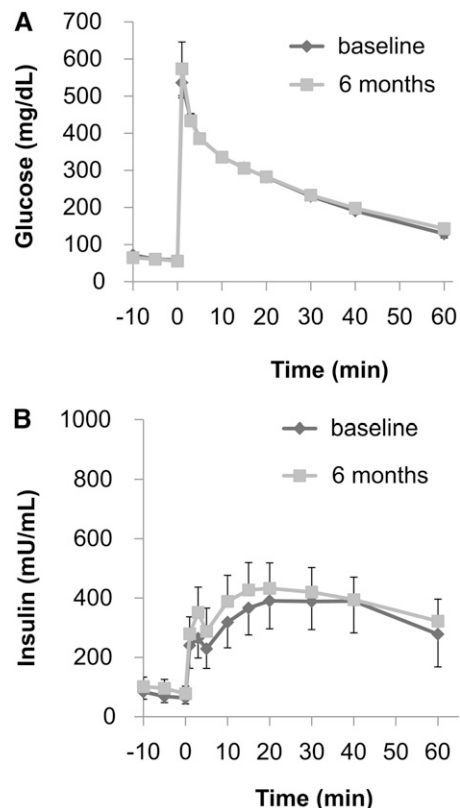 A
Glucose (mg/dL)
700
600
500
400
300
200
100
0
baseline
6 months
-10 0 10 20 30 40 50 60
Time (min)
B
Insulin (mU/mL)
1000
800
600
400
200
0
baseline
6 months
-10 0 10 20 30 40 50 60
Time (min)